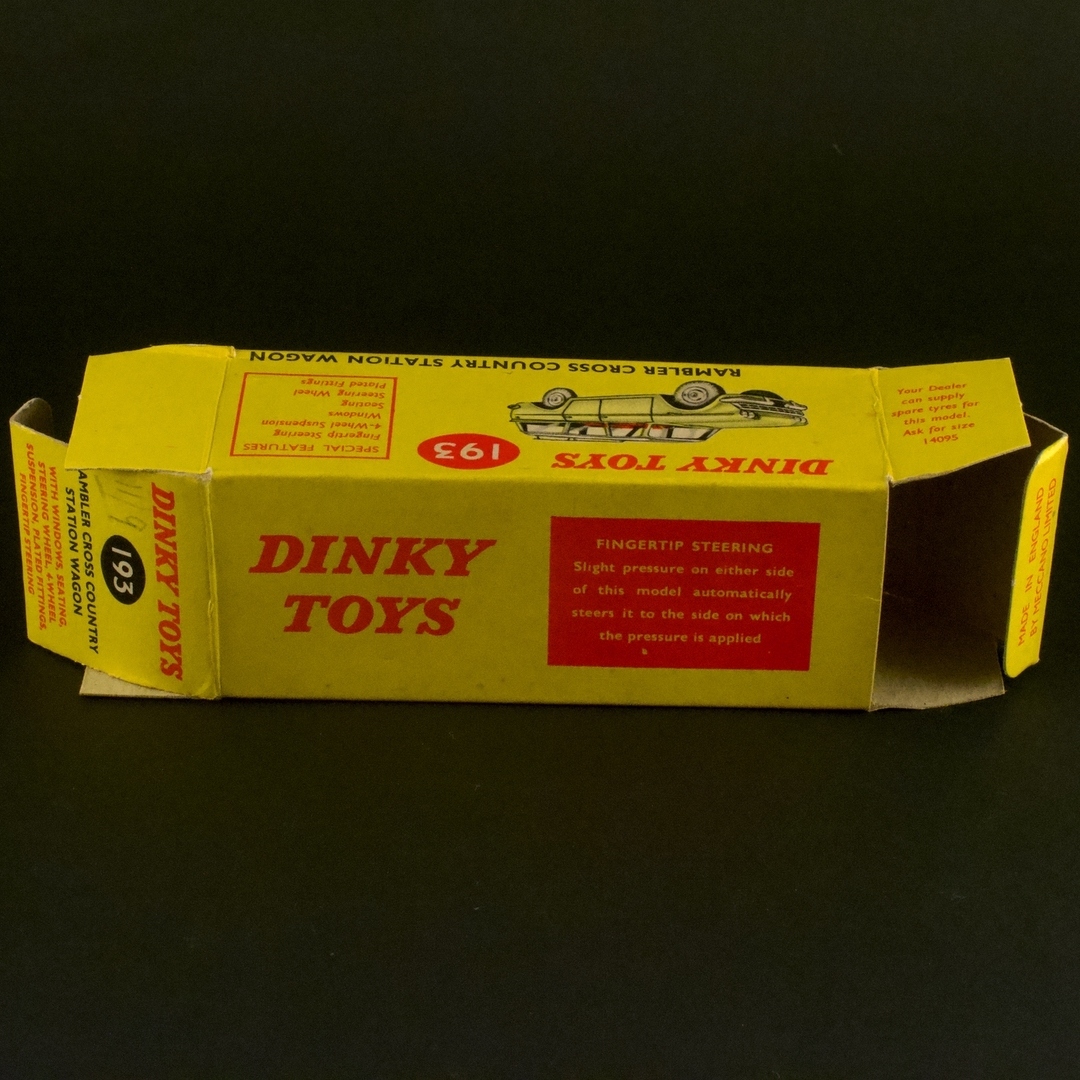 RAMBLER CROSS COUNTRY STATION WAGON
DINKY TOYS
193
SPECIAL FEATURES
Fingertip Steering
4-Wheel Suspension
Windows
Seating
Steering Wheel
Plated Fittings
DINKY
TOYS
FINGERTIP STEERING
Slight pressure on either side
of this model automatically
steers it to the side on which
the pressure is applied
Your Dealer
can supply
spare tyres for
this model.
Ask for size
14095
MADE IN ENGLAND
BY MECCANO LIMITED
DINKY TOYS
193
AMBLER CROSS COUNTRY
STATION WAGON
WITH WINDOWS, SEATING,
STEERING WHEEL, 4-WHEEL
SUSPENSION, PLATED FITTINGS,
FINGERTIP STEERING